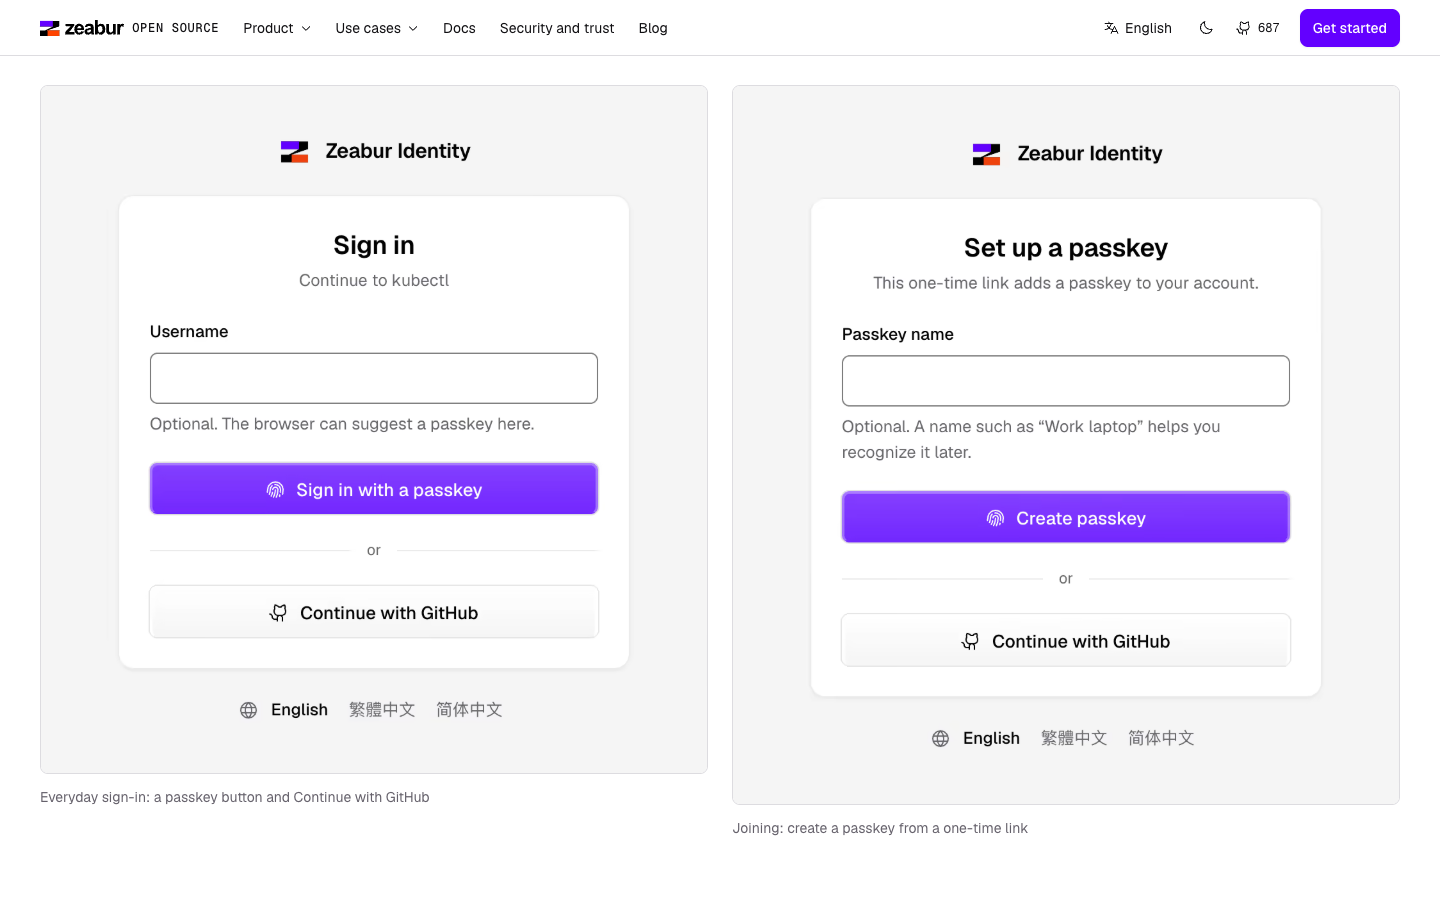 zeabur OPEN SOURCE Product Use cases Docs Security and trust Blog English 687 Get started
Zeabur Identity
Sign in
Continue to kubectl
Username
Optional. The browser can suggest a passkey here.
Sign in with a passkey
or
Continue with GitHub
English 繁體中文 简体中文
Everyday sign-in: a passkey button and Continue with GitHub
Zeabur Identity
Set up a passkey
This one-time link adds a passkey to your account.
Passkey name
Optional. A name such as “Work laptop” helps you
recognize it later.
Create passkey
or
Continue with GitHub
English 繁體中文 简体中文
Joining: create a passkey from a one-time link